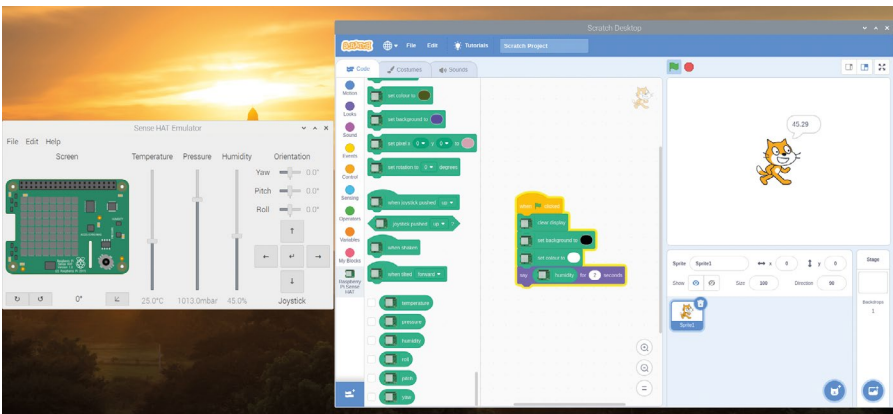 Sense HAT Emulator
File Edit Help
Screen
Temperature
Pressure
Humidity
Orientation
Yaw 0.0°
Pitch 0.0°
Roll 0.0°
0°
25.0°C
1013.0mbar
45.0%
Joystick
Scratch Desktop
File
Edit
Tutorials
Scratch Project
Code
Costumes
Sounds
Motion
Looks
Sound
Events
Control
Sensing
Operators
Variables
My Blocks
Raspberry
Pi Sense
HAT
set colour to
set background to
set pixel x 0 y 0 to
set rotation to 0 degrees
when joystick pushed up
joystick pushed up ?
when shaken
when tilted forward
temperature
pressure
humidity
roll
pitch
yaw
when clicked
clear display
set background to
set colour to
say humidity for 2 seconds
45.29
Sprite
Sprite1
x 0
y 0
Show
Size 100
Direction 90
Sprite1
Stage
Backdrops
1